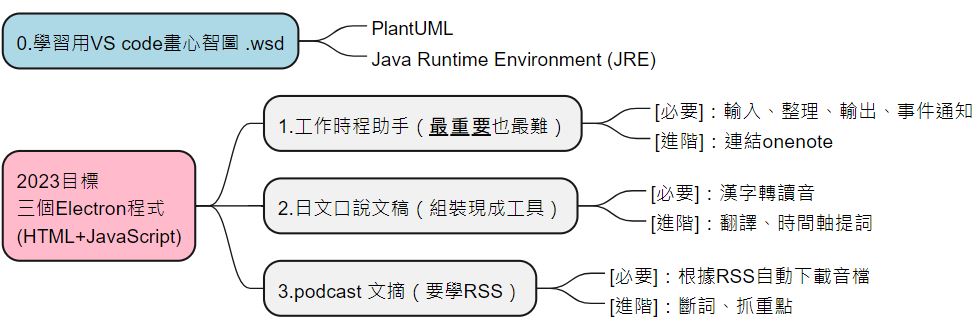 0.學習用VS code畫心智圖 .wsd
PlantUML
Java Runtime Environment (JRE)
2023目標
三個Electron程式
(HTML+JavaScript)
1.工作時程助手（最重要也最難）
[必要]：輸入、整理、輸出、事件通知
[進階]：連結onenote
2.日文口說文稿（組裝現成工具）
[必要]：漢字轉讀音
[進階]：翻譯、時間軸提詞
3.podcast 文摘（要學RSS）
[必要]：根據RSS自動下載音檔
[進階]：斷詞、抓重點